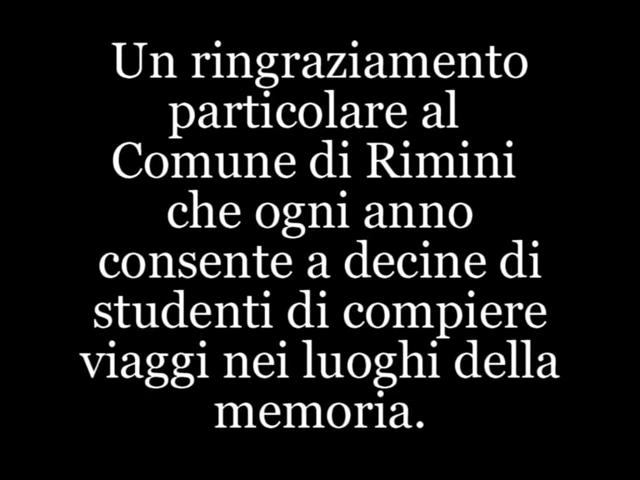 Un ringraziamento
particolare al
Comune di Rimini
che ogni anno
consente a decine di
studenti di compiere
viaggi nei luoghi della
memoria.